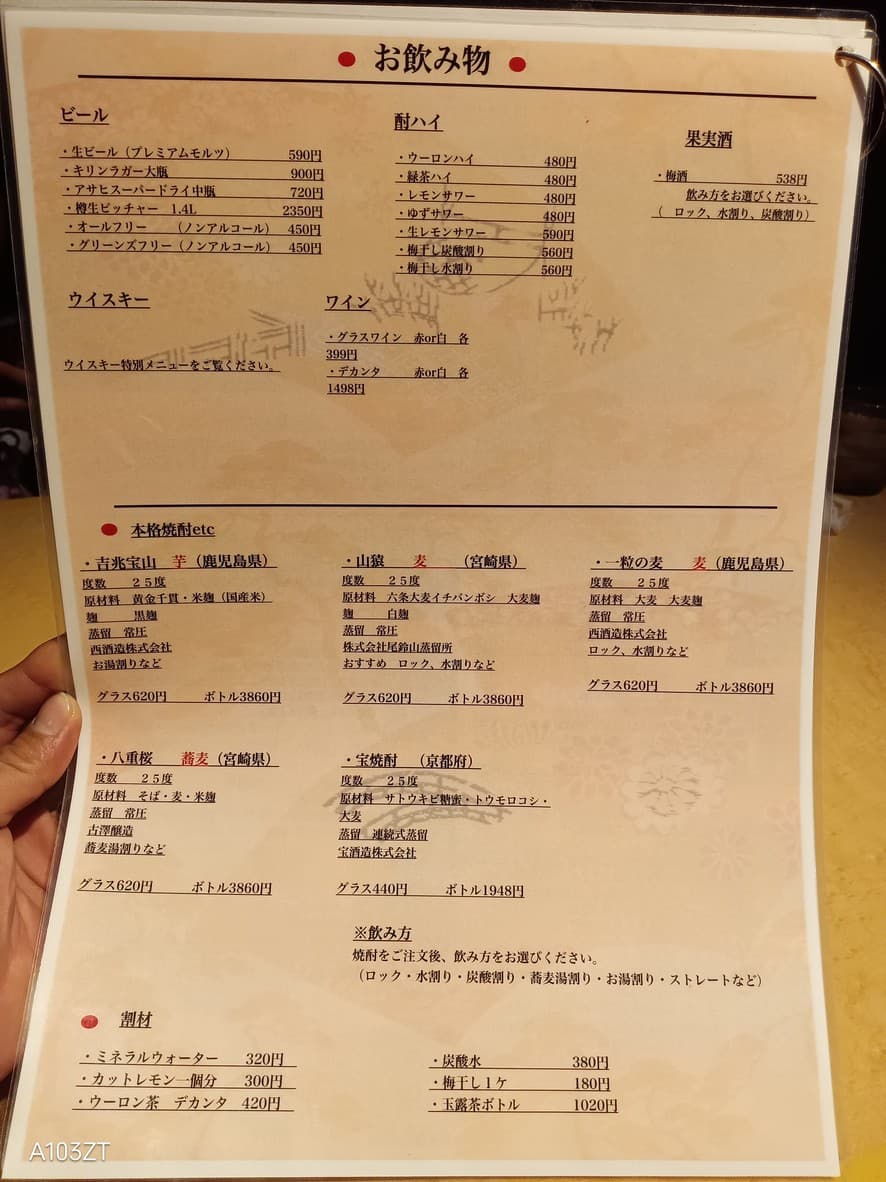 お飲み物
ビール
・生ビール（プレミアムモルツ） 590円
・キリンラガー大瓶 900円
・アサヒスーパードライ中瓶 720円
・樽生ピッチャー 1.4L 2350円
・オールフリー （ノンアルコール） 450円
・グリーンズフリー（ノンアルコール） 450円
酎ハイ
・ウーロンハイ 480円
・緑茶ハイ 480円
・レモンサワー 480円
・ゆずサワー 480円
・生レモンサワー 590円
・梅干し炭酸割り 560円
・梅干し水割り 560円
果実酒
・梅酒 538円
飲み方をお選びください。
（ ロック、水割り、炭酸割り）
ウイスキー
ウイスキー特別メニューをご覧ください。
ワイン
・グラスワイン 赤or白 各
399円
・デカンタ 赤or白 各
1498円
本格焼酎etc
・吉兆宝山 芋（鹿児島県）
度数 ２５度
原材料 黄金千貫・米麹（国産米）
麹 黒麹
蒸留 常圧
西酒造株式会社
お湯割りなど
グラス620円 ボトル3860円
・山猿 麦 （宮崎県）
度数 ２５度
原材料 六条大麦イチバンボシ 大麦麹
麹 白麹
蒸留 常圧
株式会社尾鈴山蒸留所
おすすめ ロック、水割りなど
グラス620円 ボトル3860円
・一粒の麦 麦（鹿児島県）
度数 ２５度
原材料 大麦 大麦麹
蒸留 常圧
西酒造株式会社
ロック、水割りなど
グラス620円 ボトル3860円
・八重桜 蕎麦（宮崎県）
度数 ２５度
原材料 そば・麦・米麹
蒸留 常圧
古澤醸造
蕎麦湯割りなど
グラス620円 ボトル3860円
・宝焼酎 （京都府）
度数 ２５度
原材料 サトウキビ糖蜜・トウモロコシ・
大麦
蒸留 連続式蒸留
宝酒造株式会社
グラス440円 ボトル1948円
※飲み方
焼酎をご注文後、飲み方をお選びください。
（ロック・水割り・炭酸割り・蕎麦湯割り・お湯割り・ストレートなど）
割材
・ミネラルウォーター 320円
・カットレモン一個分 300円
・ウーロン茶 デカンタ 420円
・炭酸水 380円
・梅干し１ケ 180円
・玉露茶ボトル 1020円
A103ZT